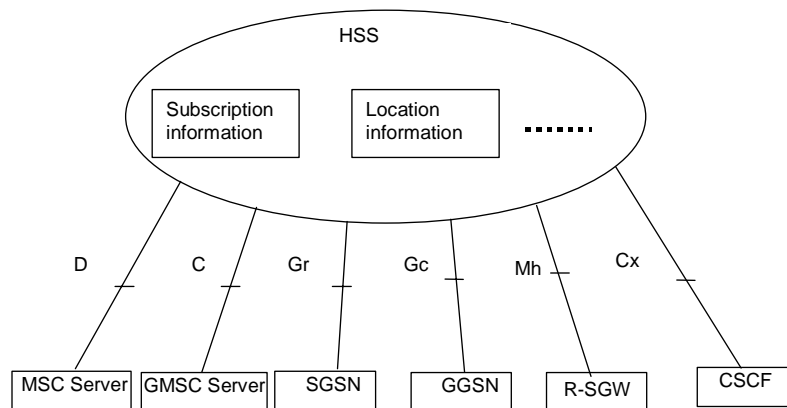 HSS
Subscription
information
Location
information
D
C
Gr
Gc
Mh
Cx
MSC Server
GMSC Server
SGSN
GGSN
R-SGW
CSCF